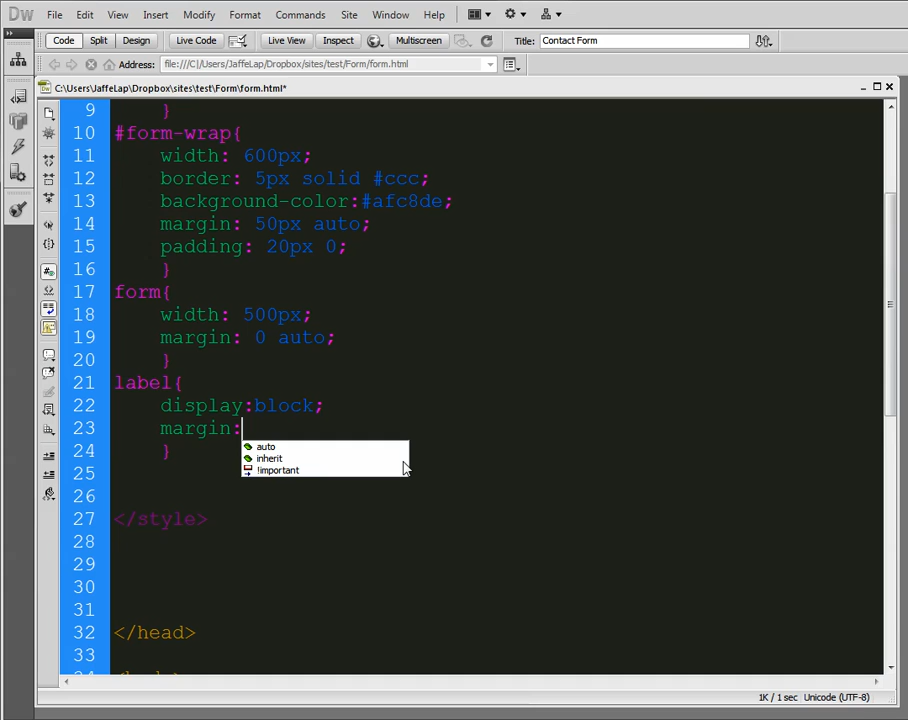 Dw File Edit View Insert Modify Format Commands Site Window Help
Code Split Design Live Code Live View Inspect Multiscreen Title: Contact Form
Address: file:///C|/Users/JaffeLap/Dropbox/sites/test/Form/form.html
C:\Users\JaffeLap\Dropbox\sites\test\Form\form.html*
9 }
10 #form-wrap{
11 width: 600px;
12 border: 5px solid #ccc;
13 background-color:#afc8de;
14 margin: 50px auto;
15 padding: 20px 0;
16 }
17 form{
18 width: 500px;
19 margin: 0 auto;
20 }
21 label{
22 display:block;
23 margin:
auto
24 }
inherit
!important
25
26
27 </style>
28
29
30
31
32 </head>
33
34 <body>
1K / 1 sec Unicode (UTF-8)